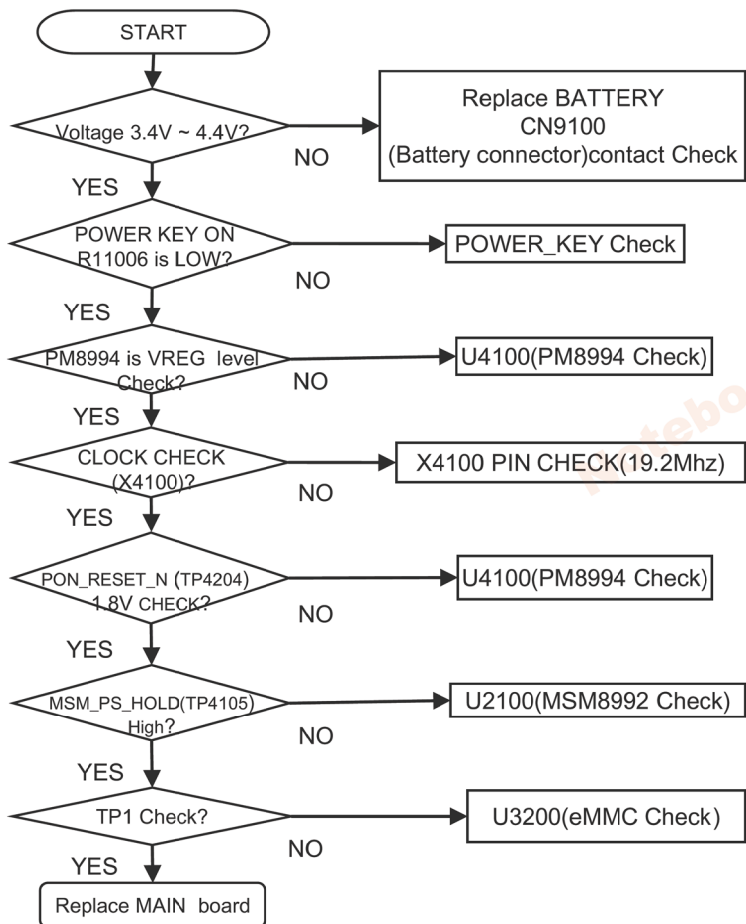 START
Voltage 3.4V ~ 4.4V?
NO
Replace BATTERY
CN9100
(Battery connector)contact Check
YES
POWER KEY ON
R11006 is LOW?
NO
POWER_KEY Check
YES
PM8994 is VREG level
Check?
NO
U4100(PM8994 Check)
YES
CLOCK CHECK
(X4100)?
NO
X4100 PIN CHECK(19.2Mhz)
YES
PON_RESET_N (TP4204)
1.8V CHECK?
NO
U4100(PM8994 Check)
YES
MSM_PS_HOLD(TP4105)
High?
NO
U2100(MSM8992 Check)
YES
TP1 Check?
NO
U3200(eMMC Check)
YES
Replace MAIN board